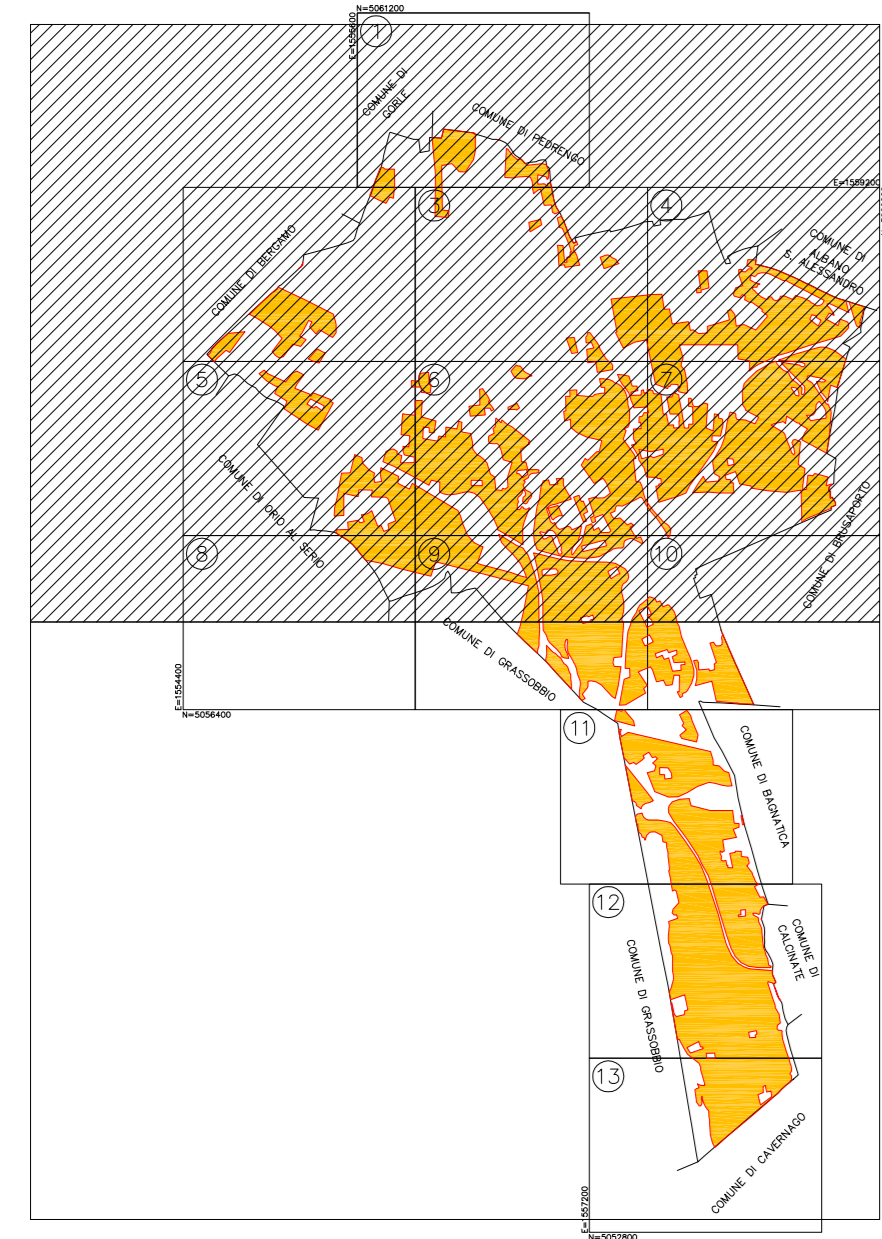 N=5061200
E=1555600
1
COMUNE DI
GORLE
COMUNE DI PEDRENGO
E=1559200
3
4
COMUNE DI
ALBANO
S. ALESSANDRO
COMUNE DI BERGAMO
5
6
7
COMUNE DI ORIO AL SERIO
COMUNE DI BRUSAPORTO
8
9
10
COMUNE DI GRASSOBBIO
E=1554400
N=5056400
11
COMUNE DI BAGNATICA
12
COMUNE DI
CALCINATE
COMUNE DI GRASSOBBIO
13
COMUNE DI CAVERNAGO
E=1557200
N=5052800